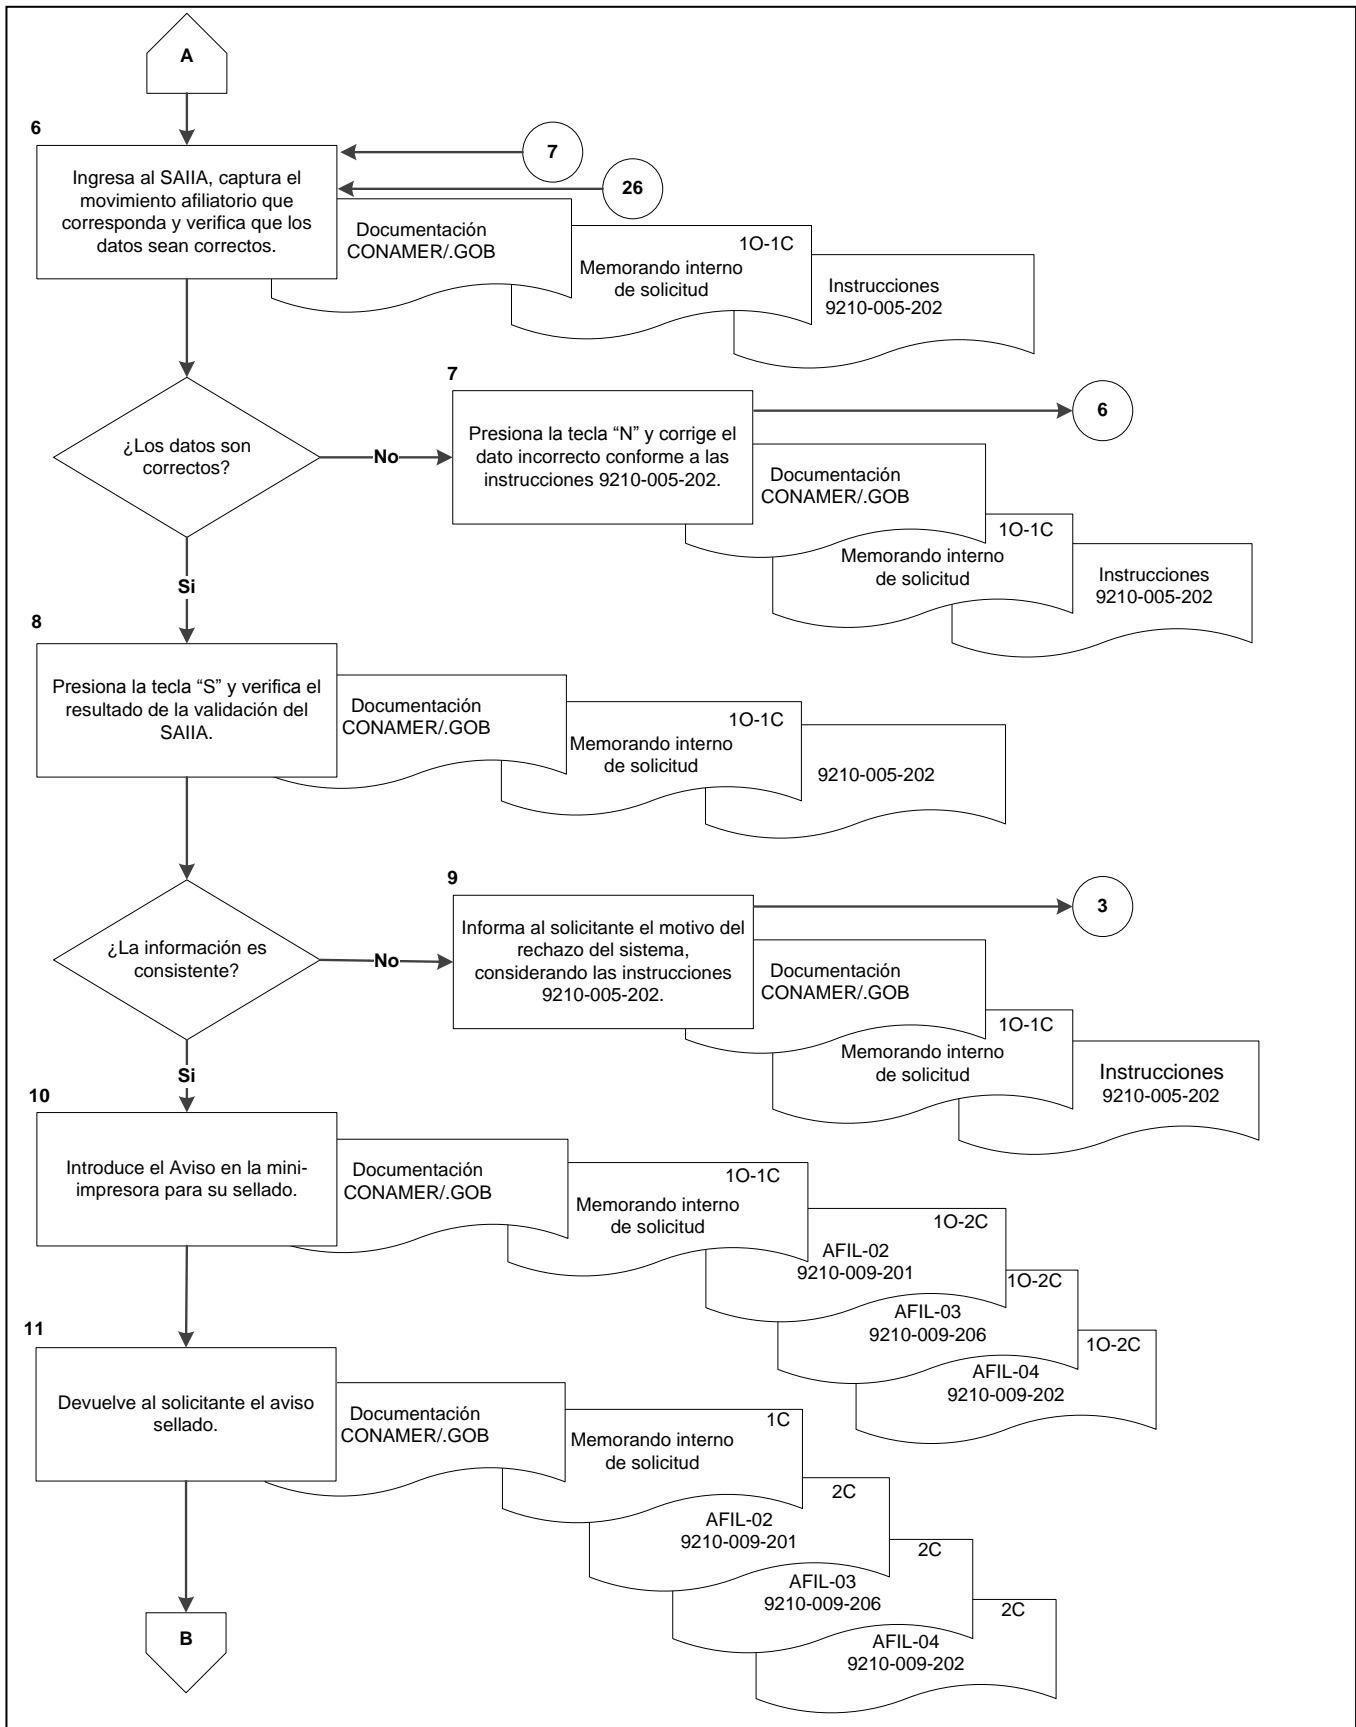 A
6
7
26
Ingresa al SAIIA, captura el
movimiento afiliatorio que
corresponda y verifica que los
datos sean correctos.
Documentación
CONAMER/.GOB
1O-1C
Memorando interno
de solicitud
Instrucciones
9210-005-202
¿Los datos son
correctos?
No
7
Presiona la tecla “N” y corrige el
dato incorrecto conforme a las
instrucciones 9210-005-202.
6
Documentación
CONAMER/.GOB
1O-1C
Memorando interno
de solicitud
Instrucciones
9210-005-202
Si
8
Presiona la tecla “S” y verifica el
resultado de la validación del
SAIIA.
Documentación
CONAMER/.GOB
1O-1C
Memorando interno
de solicitud
9210-005-202
¿La información es
consistente?
No
9
Informa al solicitante el motivo del
rechazo del sistema,
considerando las instrucciones
9210-005-202.
3
Documentación
CONAMER/.GOB
1O-1C
Memorando interno
de solicitud
Instrucciones
9210-005-202
Si
10
Introduce el Aviso en la mini-
impresora para su sellado.
Documentación
CONAMER/.GOB
1O-1C
Memorando interno
de solicitud
1O-2C
AFIL-02
9210-009-201
1O-2C
AFIL-03
9210-009-206
1O-2C
AFIL-04
9210-009-202
11
Devuelve al solicitante el aviso
sellado.
Documentación
CONAMER/.GOB
1C
Memorando interno
de solicitud
2C
AFIL-02
9210-009-201
2C
AFIL-03
9210-009-206
2C
AFIL-04
9210-009-202
B